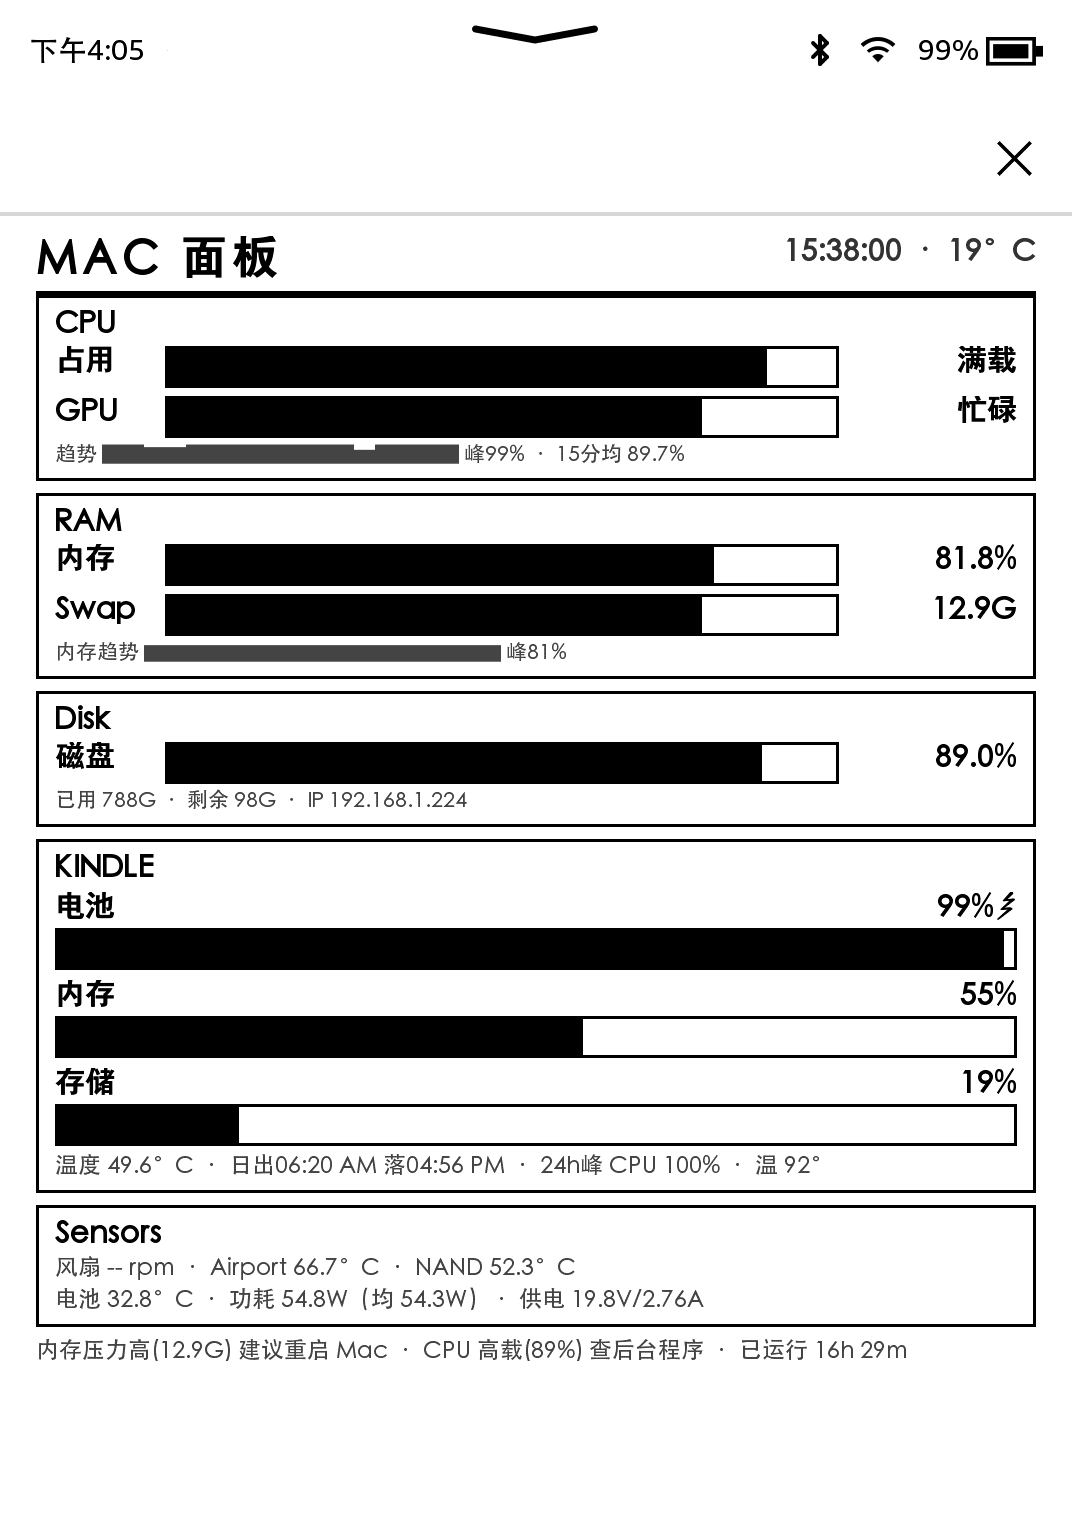 下午4:05 99%
MAC 面板 15:38:00 · 19° C
CPU
占用 满载
GPU 忙碌
趋势 峰99% · 15分均 89.7%
RAM
内存 81.8%
Swap 12.9G
内存趋势 峰81%
Disk
磁盘 89.0%
已用 788G · 剩余 98G · IP 192.168.1.224
KINDLE
电池 99%⚡
内存 55%
存储 19%
温度 49.6° C · 日出06:20 AM 落04:56 PM · 24h峰 CPU 100% · 温 92°
Sensors
风扇 -- rpm · Airport 66.7° C · NAND 52.3° C
电池 32.8° C · 功耗 54.8W（均 54.3W） · 供电 19.8V/2.76A
内存压力高(12.9G) 建议重启 Mac · CPU 高载(89%) 查后台程序 · 已运行 16h 29m